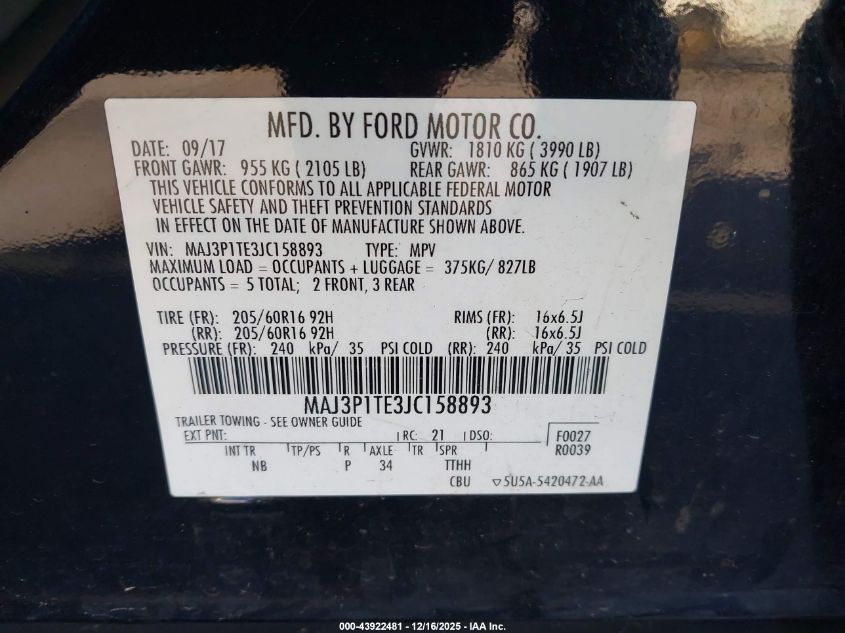 MFD. BY FORD MOTOR CO.
DATE: 09/17 GVWR: 1810 KG ( 3990 LB)
FRONT GAWR: 955 KG ( 2105 LB) REAR GAWR: 865 KG ( 1907 LB)
THIS VEHICLE CONFORMS TO ALL APPLICABLE FEDERAL MOTOR
VEHICLE SAFETY AND THEFT PREVENTION STANDARDS
IN EFFECT ON THE DATE OF MANUFACTURE SHOWN ABOVE.
VIN: MAJ3P1TE3JC158893 TYPE: MPV
MAXIMUM LOAD = OCCUPANTS + LUGGAGE = 375KG/ 827LB
OCCUPANTS = 5 TOTAL; 2 FRONT, 3 REAR
TIRE (FR): 205/60R16 92H RIMS (FR): 16x6.5J
(RR): 205/60R16 92H (RR): 16x6.5J
PRESSURE (FR): 240 kPa/ 35 PSI COLD (RR): 240 kPa/ 35 PSI COLD
MAJ3P1TE3JC158893
TRAILER TOWING - SEE OWNER GUIDE
EXT PNT: RC: 21 DSO: F0027
R0039
INT TR TP/PS R AXLE TR SPR
NB P 34 TTHH
CBU ▽5U5A-5420472-AA
000-43922481 - 12/16/2025 - IAA Inc.